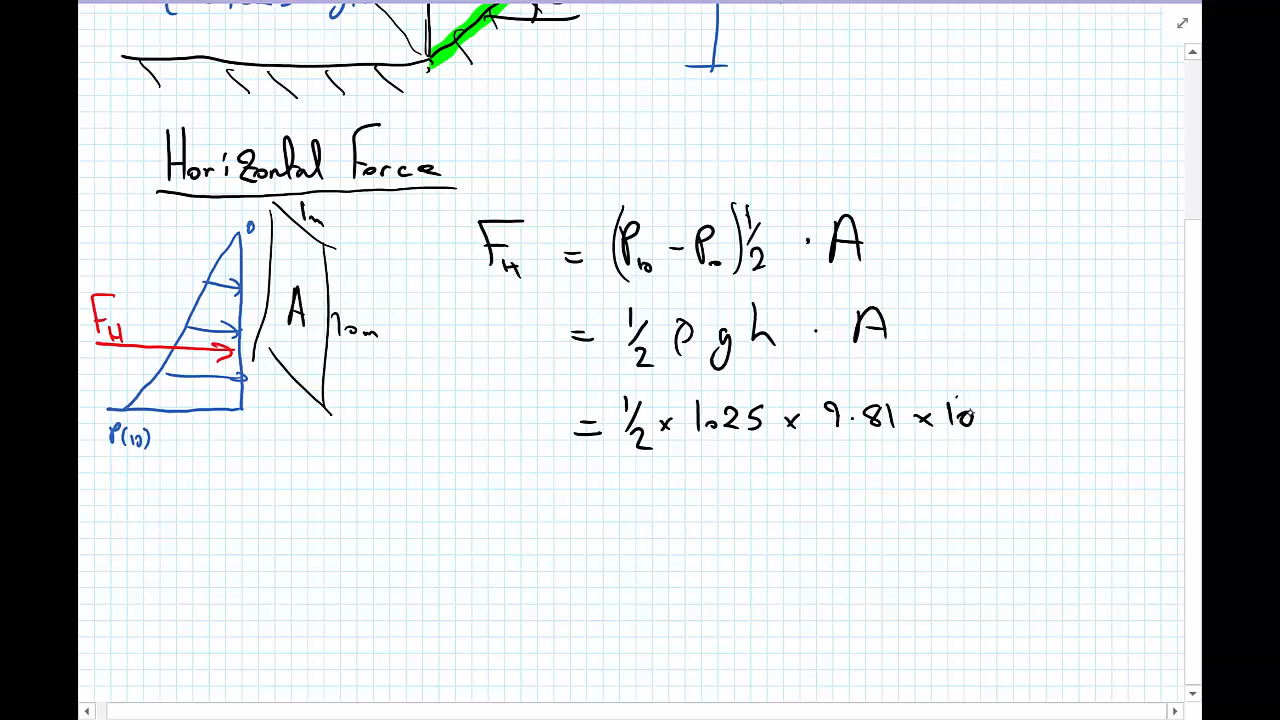 Horizontal Force
0
1m
F_H = (P_10 - P_0) 1/2 · A
A
F_H
10m
= 1/2 ρ g h · A
= 1/2 × 1025 × 9.81 × 10
P(10)